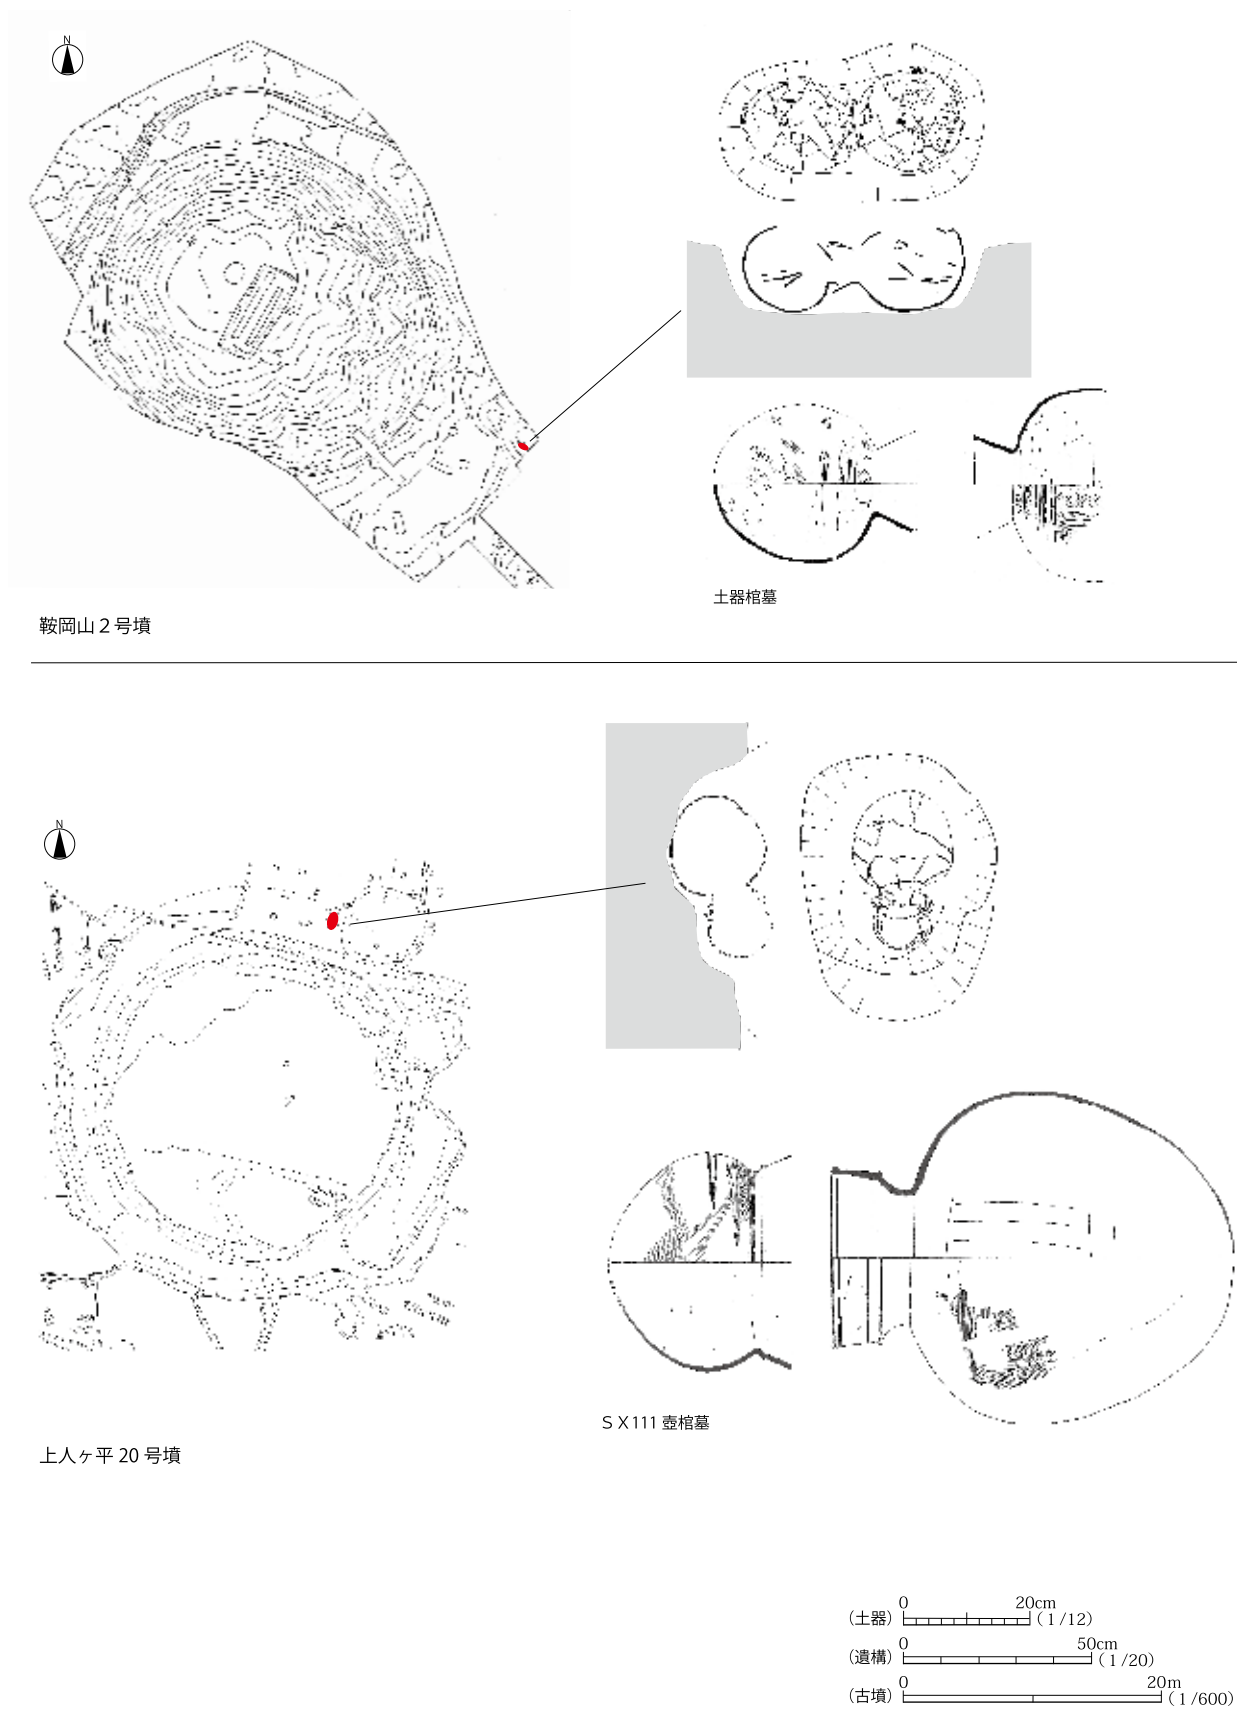 N
土器棺墓
鞍岡山２号墳
N
ＳＸ111 壺棺墓
上人ヶ平 20 号墳
0 20cm
（土器） （１/12）
0 50cm
（遺構） （１/20）
0 20m
（古墳） （１/600）